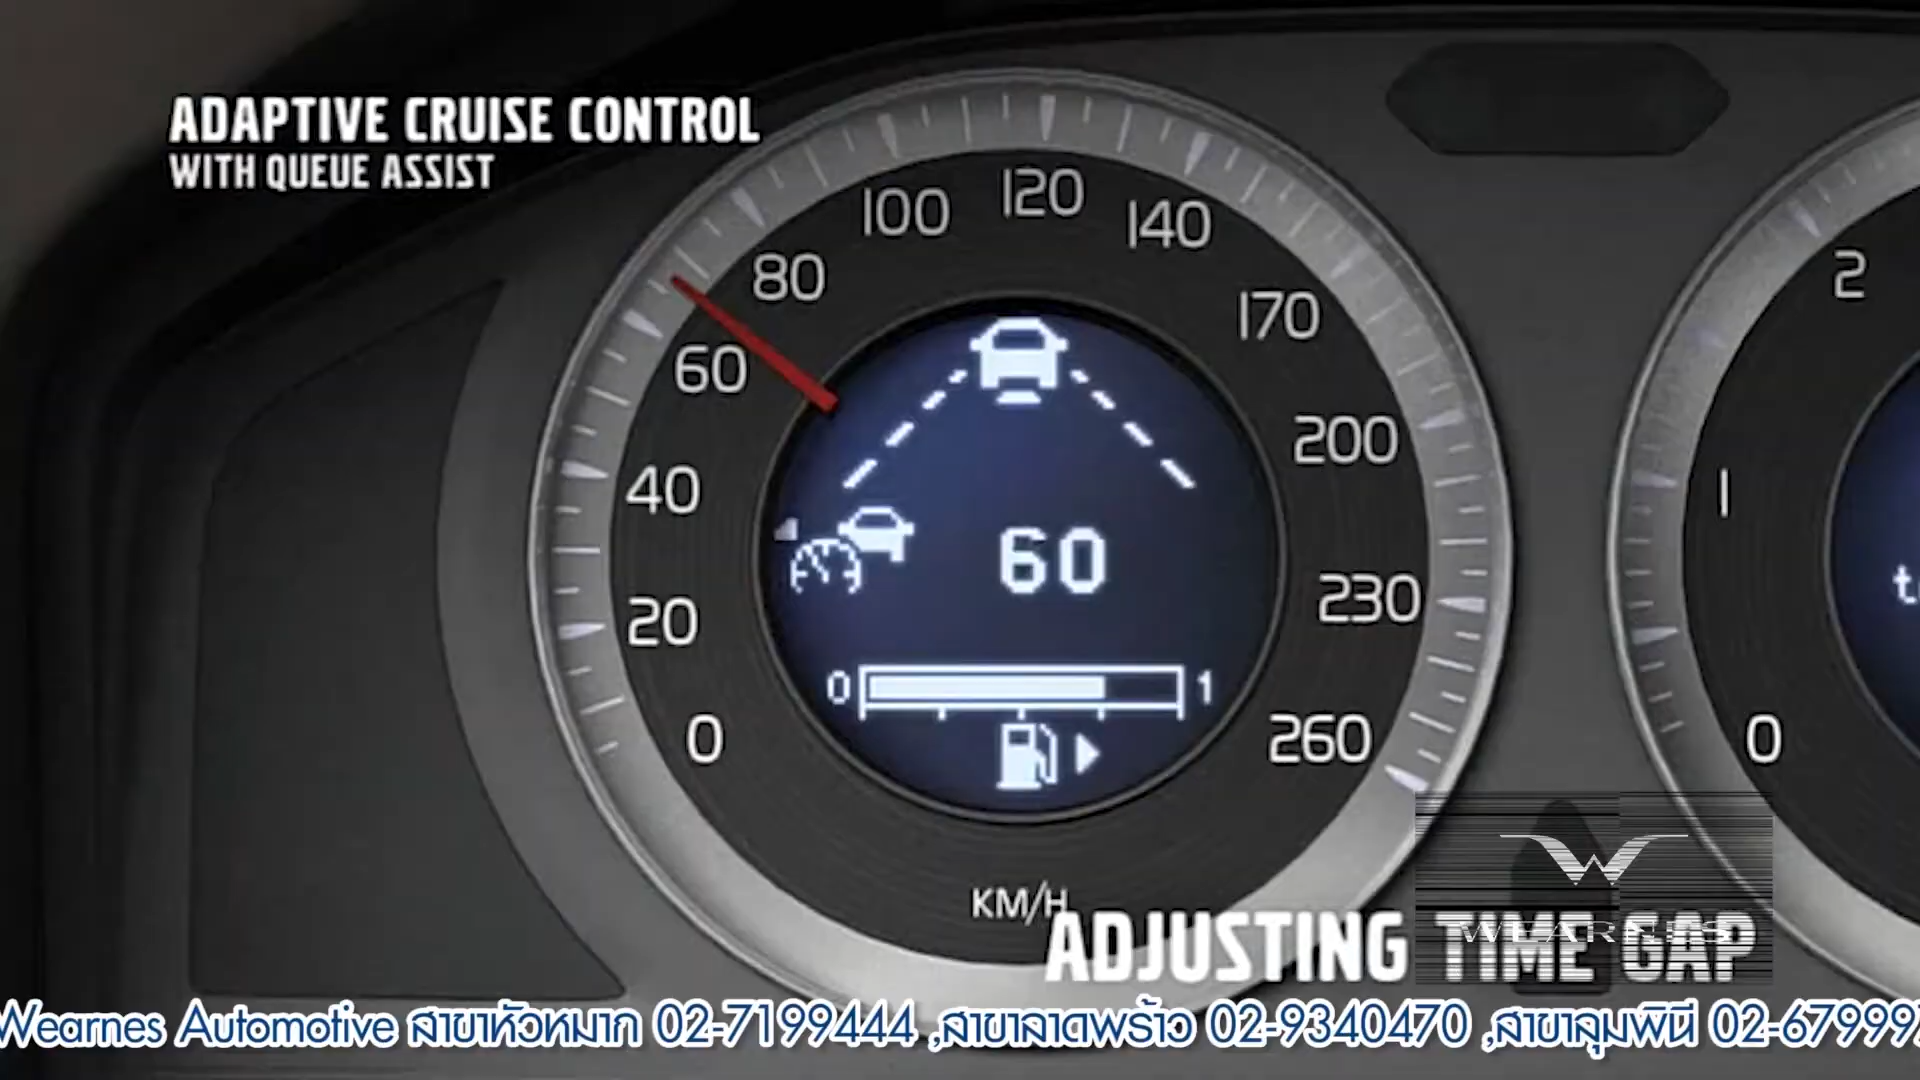 ADAPTIVE CRUISE CONTROL
WITH QUEUE ASSIST
0
20
40
60
80
100
120
140
170
200
230
260
60
0 1
KM/H
2
1
0
ADJUSTING TIME GAP
WEARNES
Wearnes Automotive สาขาหัวหมาก 02-7199444 ,สาขาลาดพร้าว 02-9340470 ,สาขาลุมพินี 02-67999